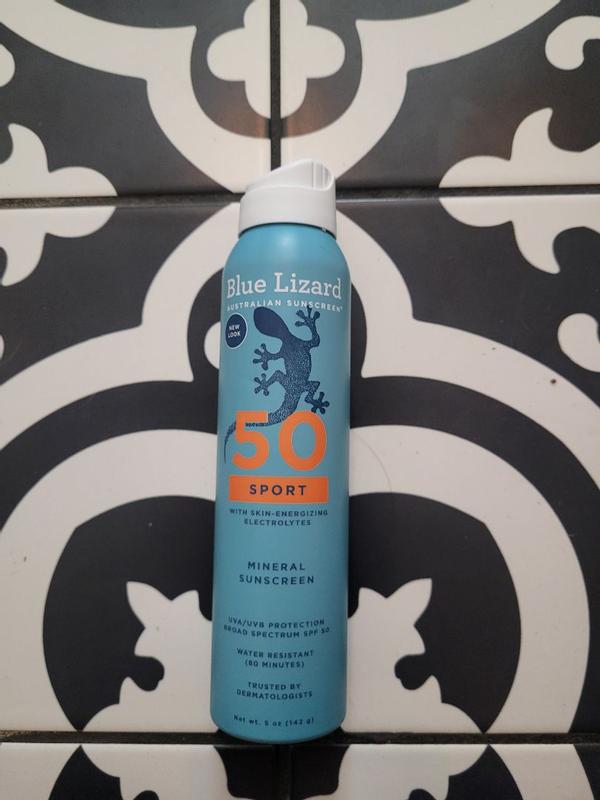 Blue Lizard
AUSTRALIAN SUNSCREEN
NEW
LOOK
50
SPORT
WITH SKIN-ENERGIZING
ELECTROLYTES
MINERAL
SUNSCREEN
UVA/UVB PROTECTION
BROAD SPECTRUM SPF 50
WATER RESISTANT
(80 MINUTES)
TRUSTED BY
DERMATOLOGISTS
Net wt. 5 oz (142 g)